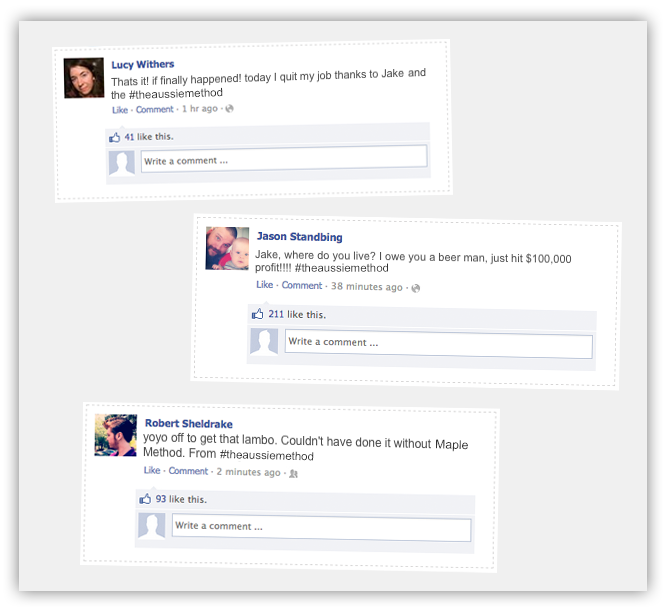 Lucy Withers
Thats it! if finally happened! today I quit my job thanks to Jake and
the #theaussiemethod
Like · Comment · 1 hr ago ·
41 like this.
Write a comment ...
Jason Standbing
Jake, where do you live? I owe you a beer man, just hit $100,000
profit!!!! #theaussiemethod
Like · Comment · 38 minutes ago ·
211 like this.
Write a comment ...
Robert Sheldrake
yoyo off to get that lambo. Couldn't have done it without Maple
Method. From #theaussiemethod
Like · Comment · 2 minutes ago ·
93 like this.
Write a comment ...